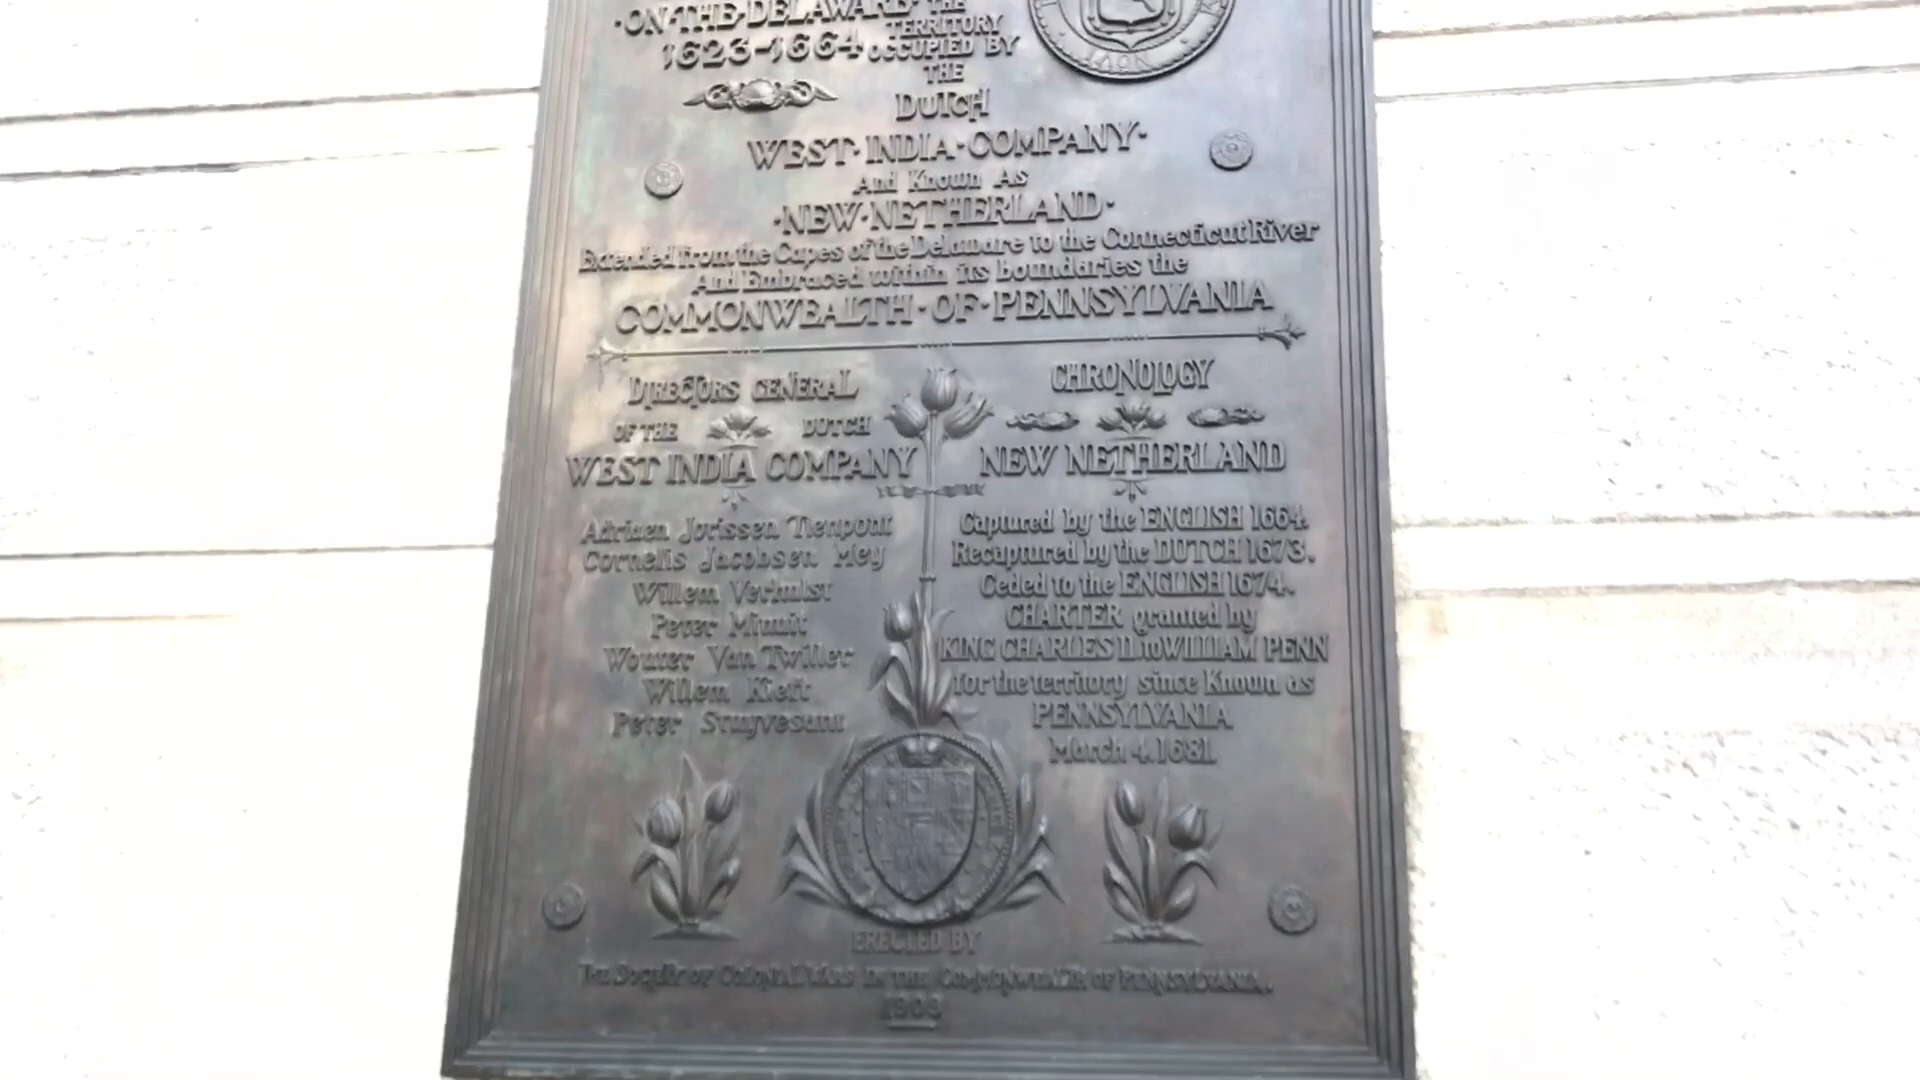 ·ON·THE·DELAWARE· THE
1623-1664 TERRITORY
OCCUPIED BY
THE
DUTCH
WEST·INDIA·COMPANY·
And Known As
·NEW·NETHERLAND·
Extended from the Capes of the Delaware to the Connecticut River
And Embraced within its boundaries the
COMMONWEALTH·OF·PENNSYLVANIA
DIRECTORS GENERAL
OF THE DUTCH
WEST INDIA COMPANY
Adriaen Jorissen Tienpont
Cornelis Jacobsen Mey
Willem Verhulst
Peter Minuit
Wouter Van Twiller
Willem Kieft
Peter Stuyvesant
CHRONOLOGY
NEW NETHERLAND
Captured by the ENGLISH 1664.
Recaptured by the DUTCH 1673.
Ceded to the ENGLISH 1674.
CHARTER granted by
KING CHARLES II. to WILLIAM PENN
for the territory since Known as
PENNSYLVANIA
March 4. 1681.
ERECTED BY
THE SOCIETY OF COLONIAL WARS IN THE COMMONWEALTH OF PENNSYLVANIA.